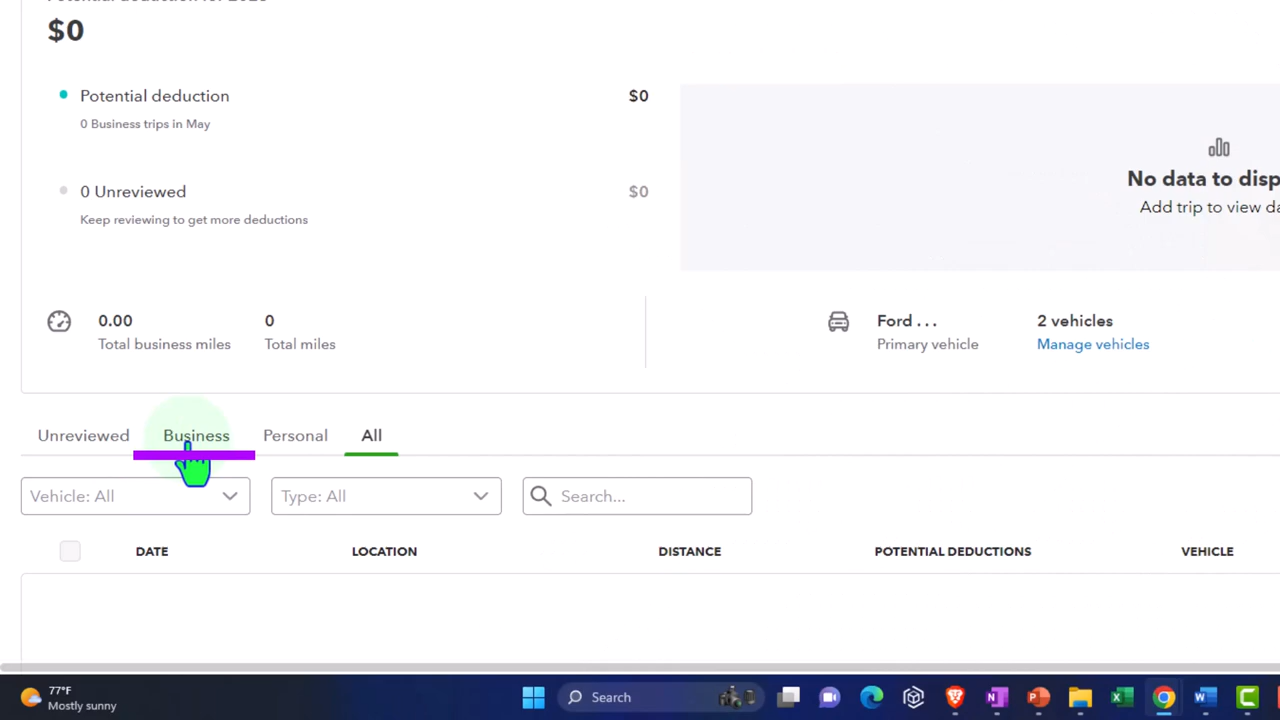 $0
Potential deduction $0
0 Business trips in May
0 Unreviewed $0
Keep reviewing to get more deductions
No data to disp
Add trip to view da
0.00 0 Ford . . . 2 vehicles
Total business miles Total miles Primary vehicle Manage vehicles
Unreviewed Business Personal All
Vehicle: All Type: All Search...
DATE LOCATION DISTANCE POTENTIAL DEDUCTIONS VEHICLE
77°F
Mostly sunny
Search